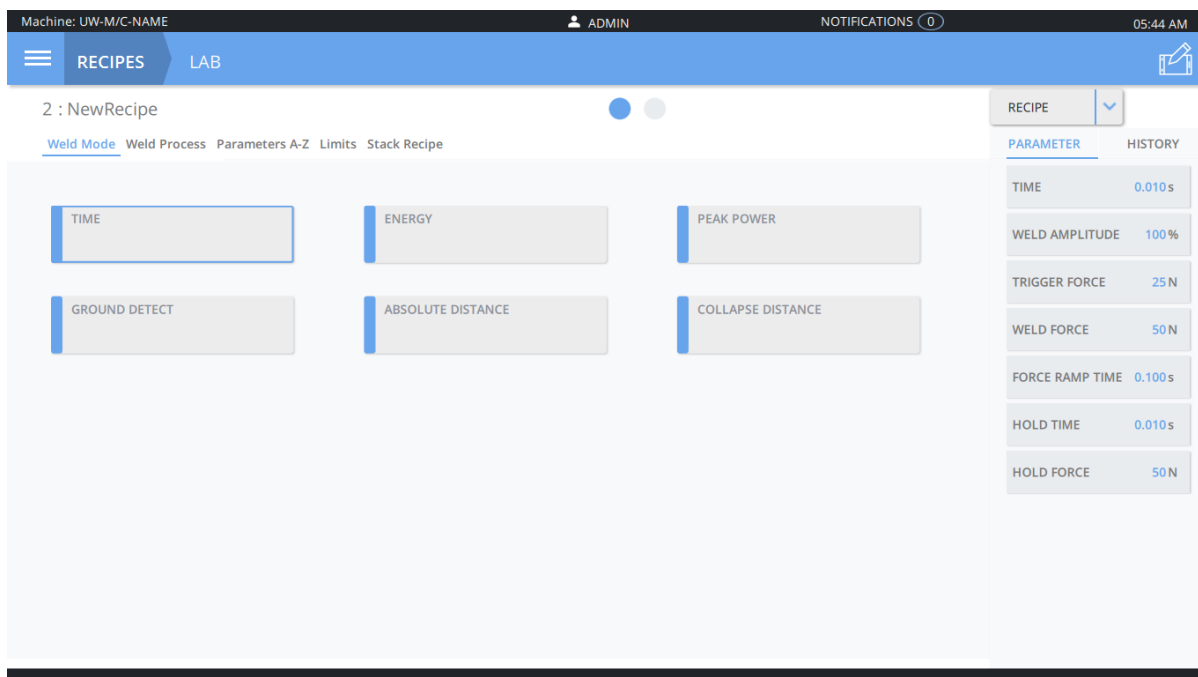 Machine: UW-M/C-NAME ADMIN NOTIFICATIONS 0 05:44 AM
RECIPES LAB
2 : NewRecipe
RECIPE
Weld Mode Weld Process Parameters A-Z Limits Stack Recipe
PARAMETER HISTORY
TIME 0.010 s
TIME ENERGY PEAK POWER
WELD AMPLITUDE 100 %
TRIGGER FORCE 25 N
GROUND DETECT ABSOLUTE DISTANCE COLLAPSE DISTANCE
WELD FORCE 50 N
FORCE RAMP TIME 0.100 s
HOLD TIME 0.010 s
HOLD FORCE 50 N